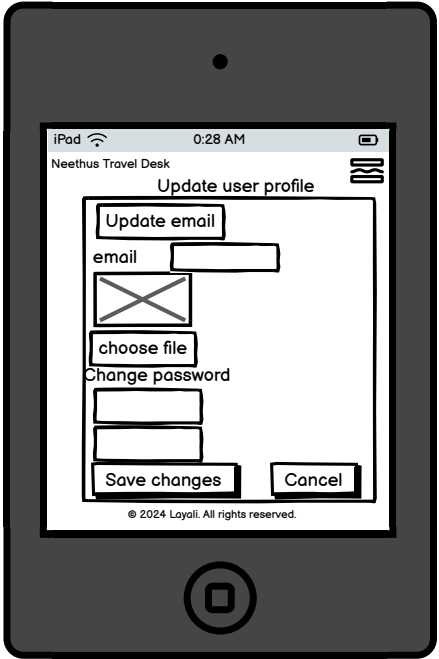 iPad 0:28 AM
Neethus Travel Desk
Update user profile
Update email
email
choose file
Change password
Save changes Cancel
© 2024 Layali. All rights reserved.